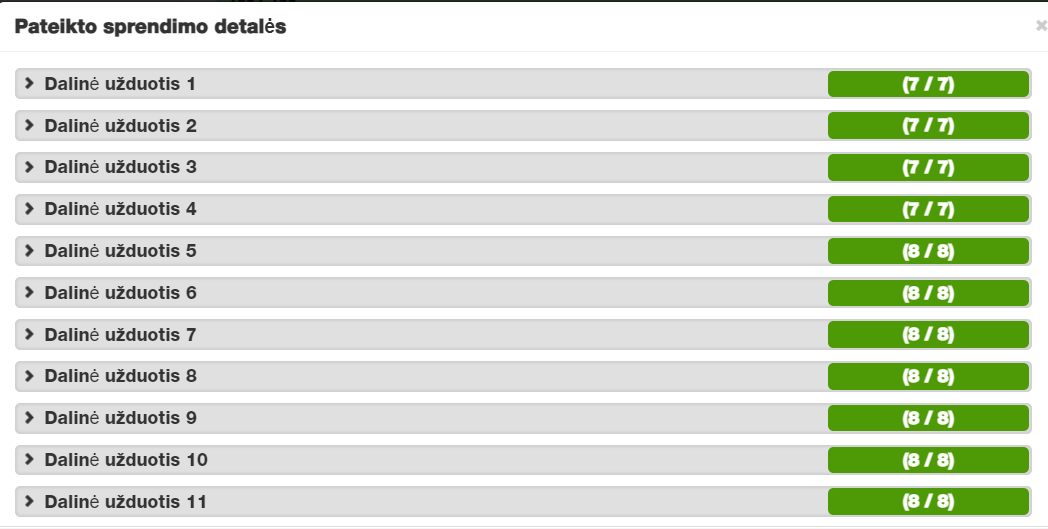 Pateikto sprendimo detalės ×
Dalinė užduotis 1 (7 / 7)
Dalinė užduotis 2 (7 / 7)
Dalinė užduotis 3 (7 / 7)
Dalinė užduotis 4 (7 / 7)
Dalinė užduotis 5 (8 / 8)
Dalinė užduotis 6 (8 / 8)
Dalinė užduotis 7 (8 / 8)
Dalinė užduotis 8 (8 / 8)
Dalinė užduotis 9 (8 / 8)
Dalinė užduotis 10 (8 / 8)
Dalinė užduotis 11 (8 / 8)